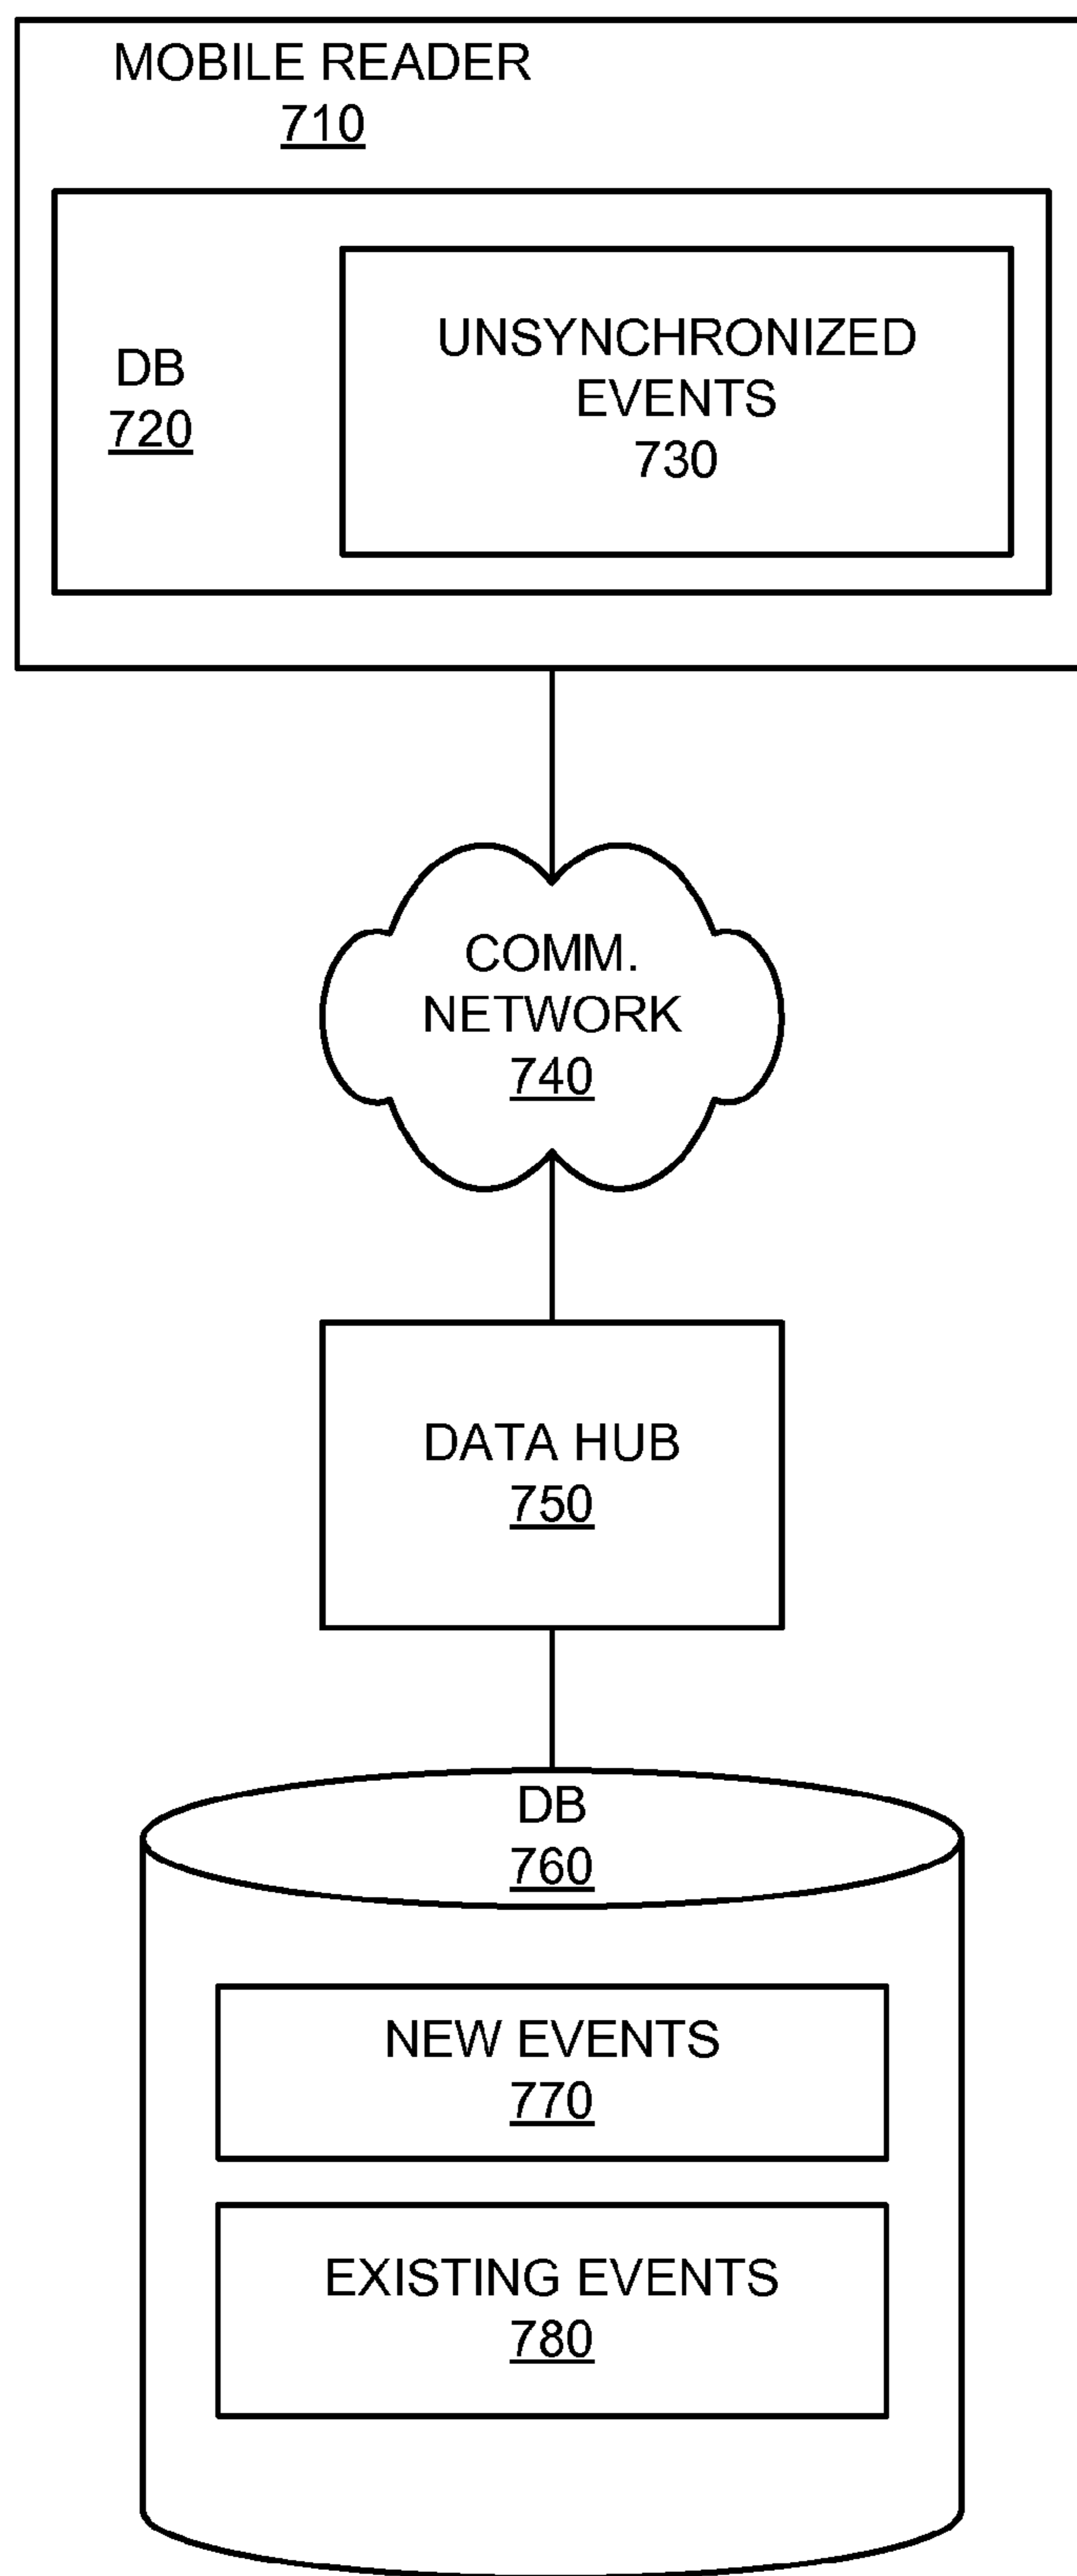 MOBILE READER
710
DB
720
UNSYNCHRONIZED
EVENTS
730
COMM.
NETWORK
740
DATA HUB
750
DB
760
NEW EVENTS
770
EXISTING EVENTS
780